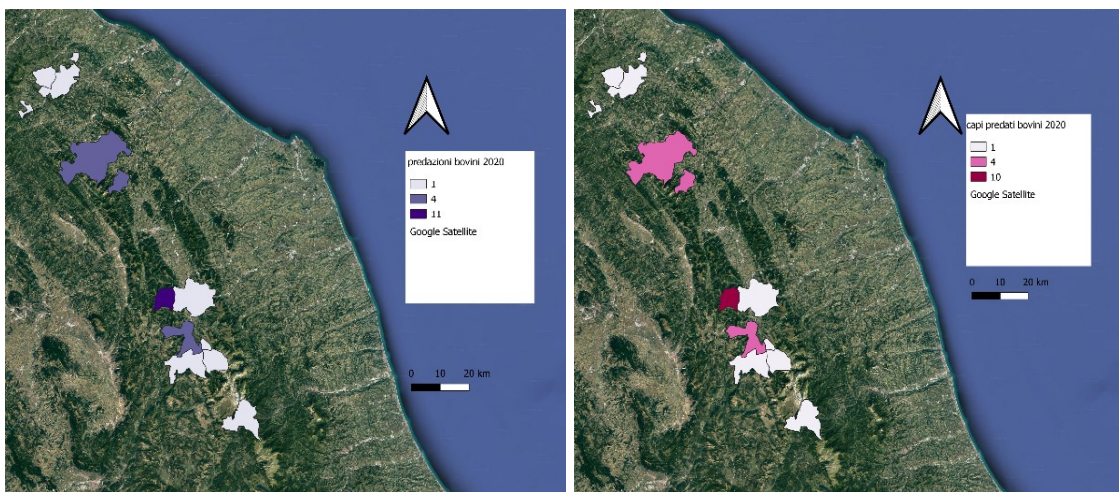 predazioni bovini 2020
1
4
11
Google Satellite
0 10 20 km
capi predati bovini 2020
1
4
10
Google Satellite
0 10 20 km